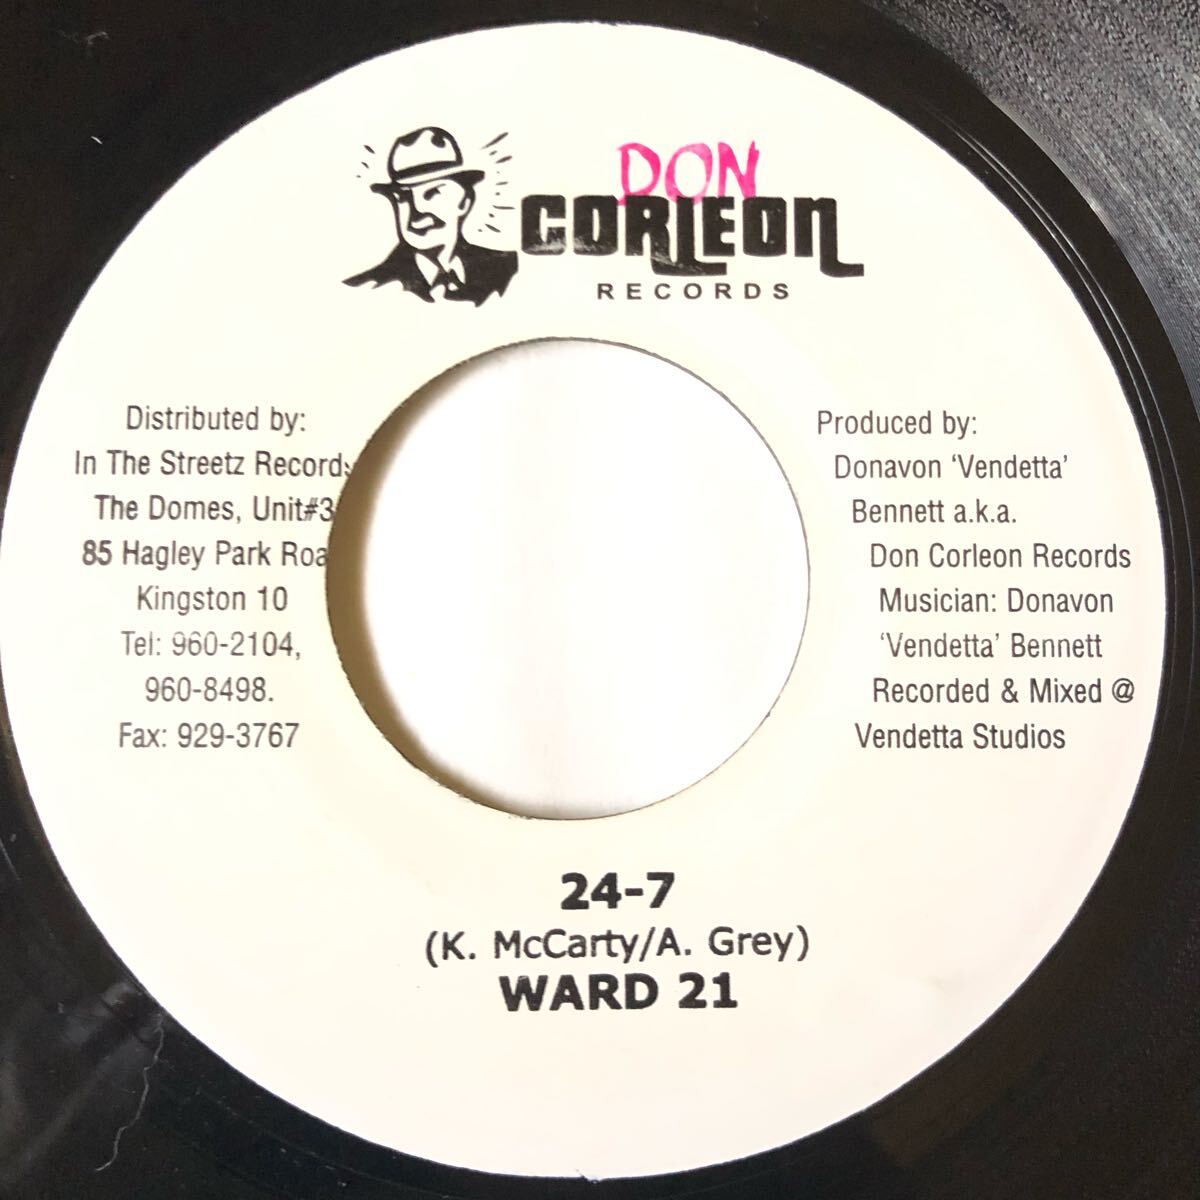 DON
CORLEON
RECORDS
Distributed by:
In The Streetz Records
The Domes, Unit#3
85 Hagley Park Roa
Kingston 10
Tel: 960-2104,
960-8498.
Fax: 929-3767
Produced by:
Donavon ‘Vendetta’
Bennett a.k.a.
Don Corleon Records
Musician: Donavon
‘Vendetta’ Bennett
Recorded & Mixed @
Vendetta Studios
24-7
(K. McCarty/A. Grey)
WARD 21